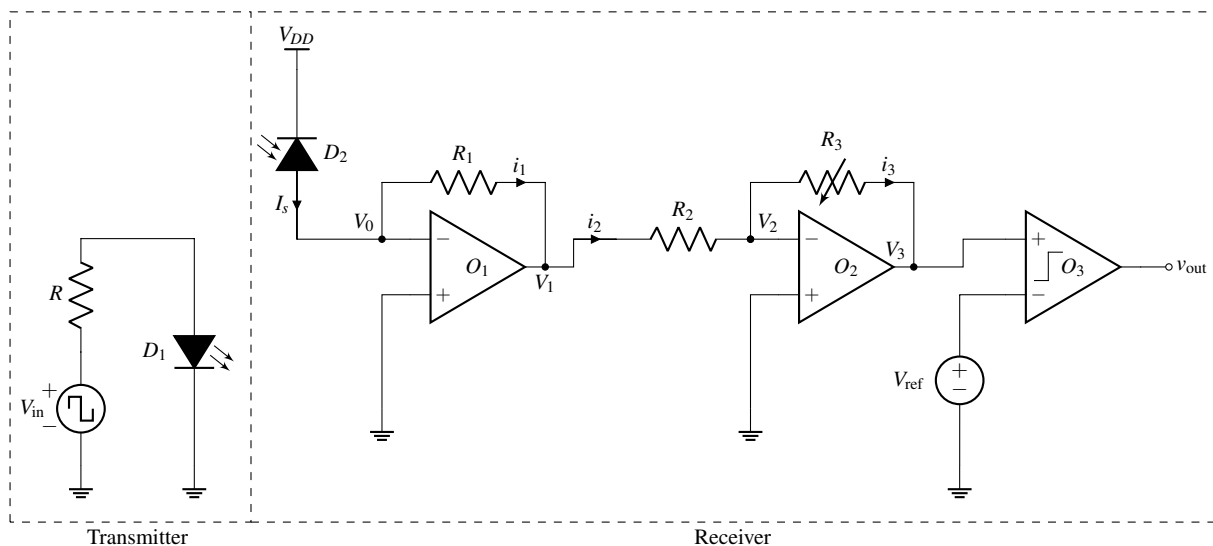 V_DD
D_2
I_s
V_0
R_1
i_1
O_1
V_1
i_2
R_2
V_2
R_3
i_3
O_2
V_3
O_3
v_out
V_ref
R
D_1
V_in
Transmitter
Receiver